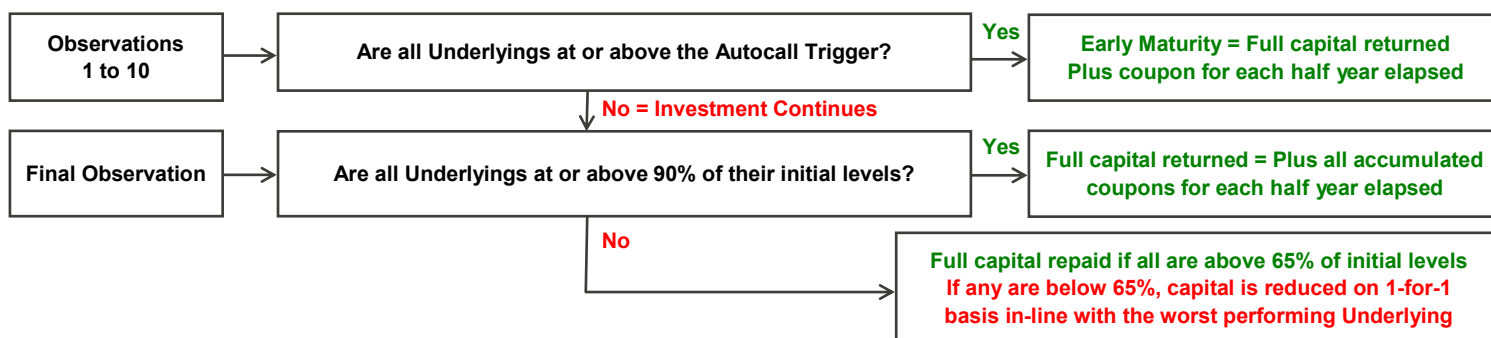 Observations
1 to 10
Are all Underlyings at or above the Autocall Trigger?
Yes
Early Maturity = Full capital returned
Plus coupon for each half year elapsed
No = Investment Continues
Final Observation
Are all Underlyings at or above 90% of their initial levels?
Yes
Full capital returned = Plus all accumulated
coupons for each half year elapsed
No
Full capital repaid if all are above 65% of initial levels
If any are below 65%, capital is reduced on 1-for-1
basis in-line with the worst performing Underlying